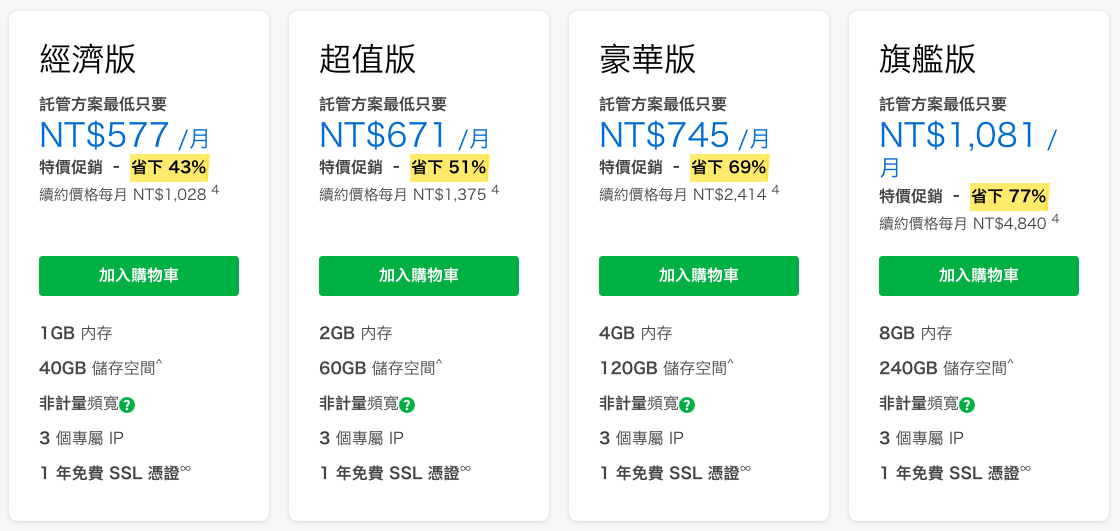 經濟版
託管方案最低只要
NT$577 /月
特價促銷 - 省下 43%
續約價格每月 NT$1,028 4
加入購物車
1GB 内存
40GB 儲存空間^
非計量頻寬?
3 個專屬 IP
1 年免費 SSL 憑證∞
超值版
託管方案最低只要
NT$671 /月
特價促銷 - 省下 51%
續約價格每月 NT$1,375 4
加入購物車
2GB 内存
60GB 儲存空間^
非計量頻寬?
3 個專屬 IP
1 年免費 SSL 憑證∞
豪華版
託管方案最低只要
NT$745 /月
特價促銷 - 省下 69%
續約價格每月 NT$2,414 4
加入購物車
4GB 内存
120GB 儲存空間^
非計量頻寬?
3 個專屬 IP
1 年免費 SSL 憑證∞
旗艦版
託管方案最低只要
NT$1,081 /
月
特價促銷 - 省下 77%
續約價格每月 NT$4,840 4
加入購物車
8GB 内存
240GB 儲存空間^
非計量頻寬?
3 個專屬 IP
1 年免費 SSL 憑證∞